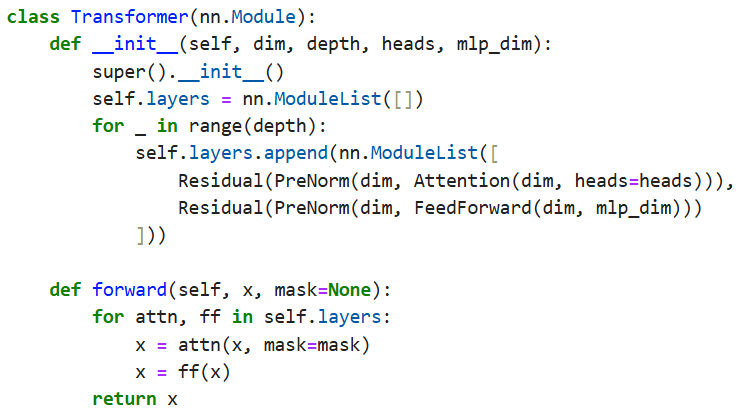 class Transformer(nn.Module):
    def __init__(self, dim, depth, heads, mlp_dim):
        super().__init__()
        self.layers = nn.ModuleList([])
        for _ in range(depth):
            self.layers.append(nn.ModuleList([
                Residual(PreNorm(dim, Attention(dim, heads=heads))),
                Residual(PreNorm(dim, FeedForward(dim, mlp_dim)))
            ]))

    def forward(self, x, mask=None):
        for attn, ff in self.layers:
            x = attn(x, mask=mask)
            x = ff(x)
        return x